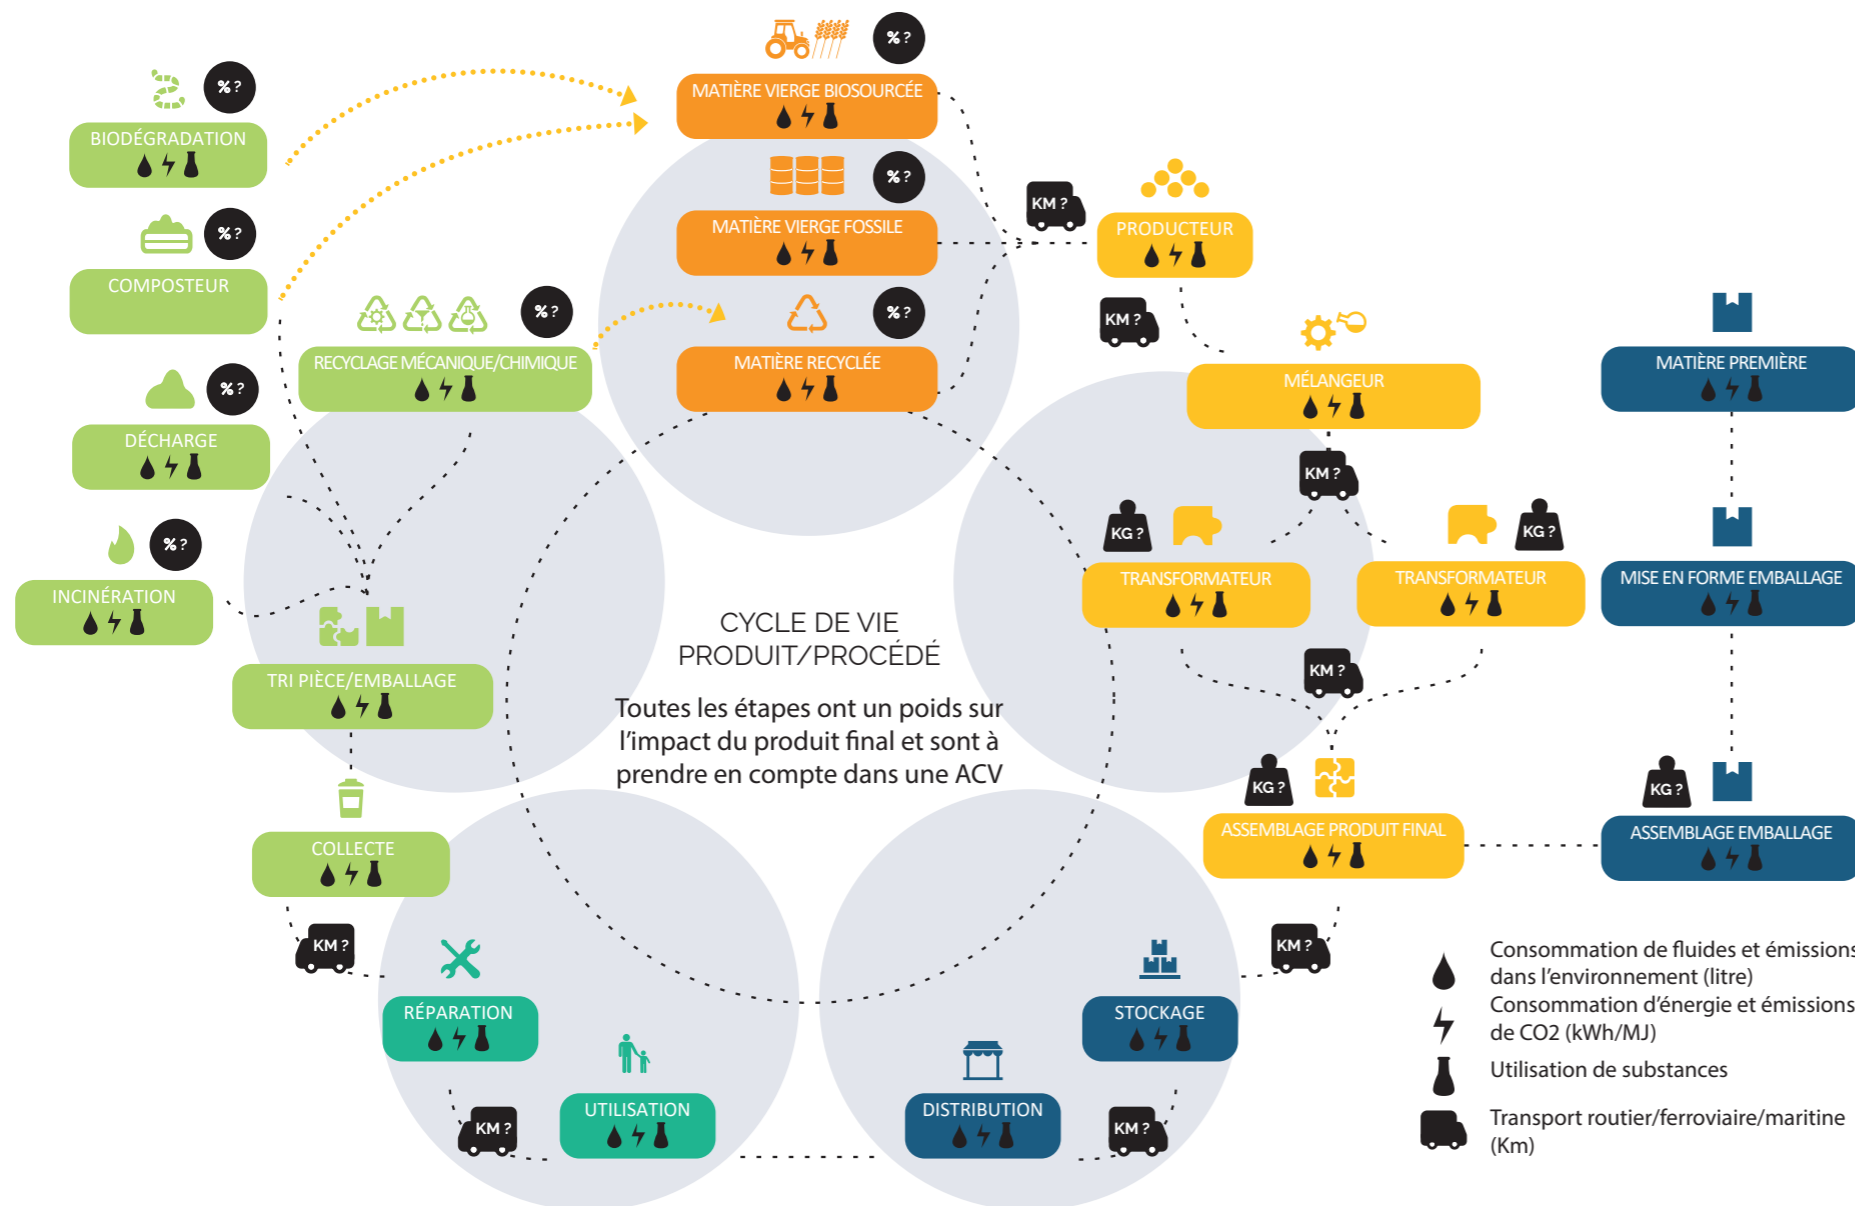 % ?
MATIÈRE VIERGE BIOSOURCÉE
% ?
BIODÉGRADATION
% ?
MATIÈRE VIERGE FOSSILE
KM ?
PRODUCTEUR
% ?
COMPOSTEUR
% ?
RECYCLAGE MÉCANIQUE/CHIMIQUE
% ?
MATIÈRE RECYCLÉE
KM ?
MÉLANGEUR
MATIÈRE PREMIÈRE
% ?
DÉCHARGE
KM ?
% ?
INCINÉRATION
KG ?
TRANSFORMATEUR
KG ?
TRANSFORMATEUR
MISE EN FORME EMBALLAGE
CYCLE DE VIE
PRODUIT/PROCÉDÉ
Toutes les étapes ont un poids sur
l'impact du produit final et sont à
prendre en compte dans une ACV
TRI PIÈCE/EMBALLAGE
KM ?
KG ?
ASSEMBLAGE PRODUIT FINAL
KG ?
ASSEMBLAGE EMBALLAGE
COLLECTE
KM ?
RÉPARATION
KM ?
STOCKAGE
KM ?
UTILISATION
DISTRIBUTION
KM ?
Consommation de fluides et émissions
dans l'environnement (litre)
Consommation d'énergie et émissions
de CO2 (kWh/MJ)
Utilisation de substances
Transport routier/ferroviaire/maritine
(Km)